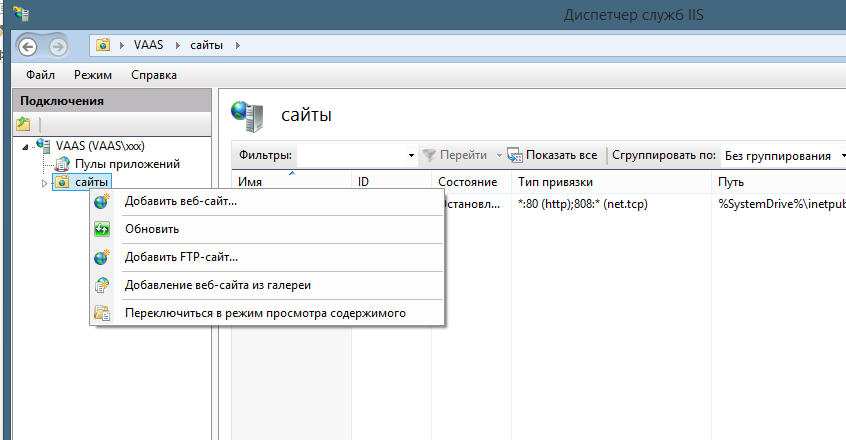 Диспетчер служб IIS
VAAS сайты
Файл Режим Справка
Подключения
сайты
VAAS (VAAS\xxx)
Пулы приложений
сайты
Фильтры: Перейти Показать все Сгруппировать по: Без группирования
Имя ID Состояние Тип привязки Путь
Остановл... *:80 (http);808:* (net.tcp) %SystemDrive%\inetpub
Добавить веб-сайт...
Обновить
Добавить FTP-сайт...
Добавление веб-сайта из галереи
Переключиться в режим просмотра содержимого